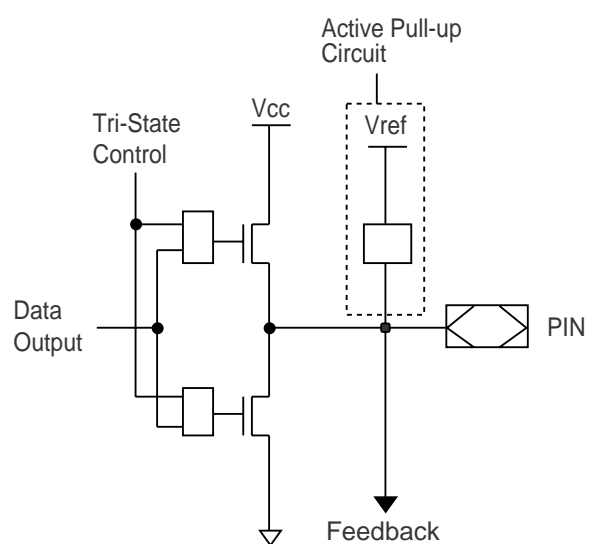 Active Pull-up
Circuit
Vcc
Vref
Tri-State
Control
Data
Output
PIN
Feedback